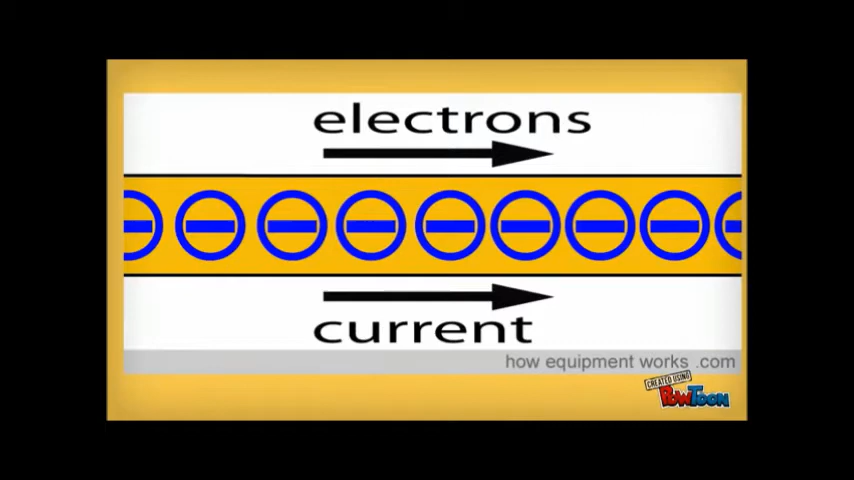 electrons
current
how equipment works .com
CREATED USING
POWTOON